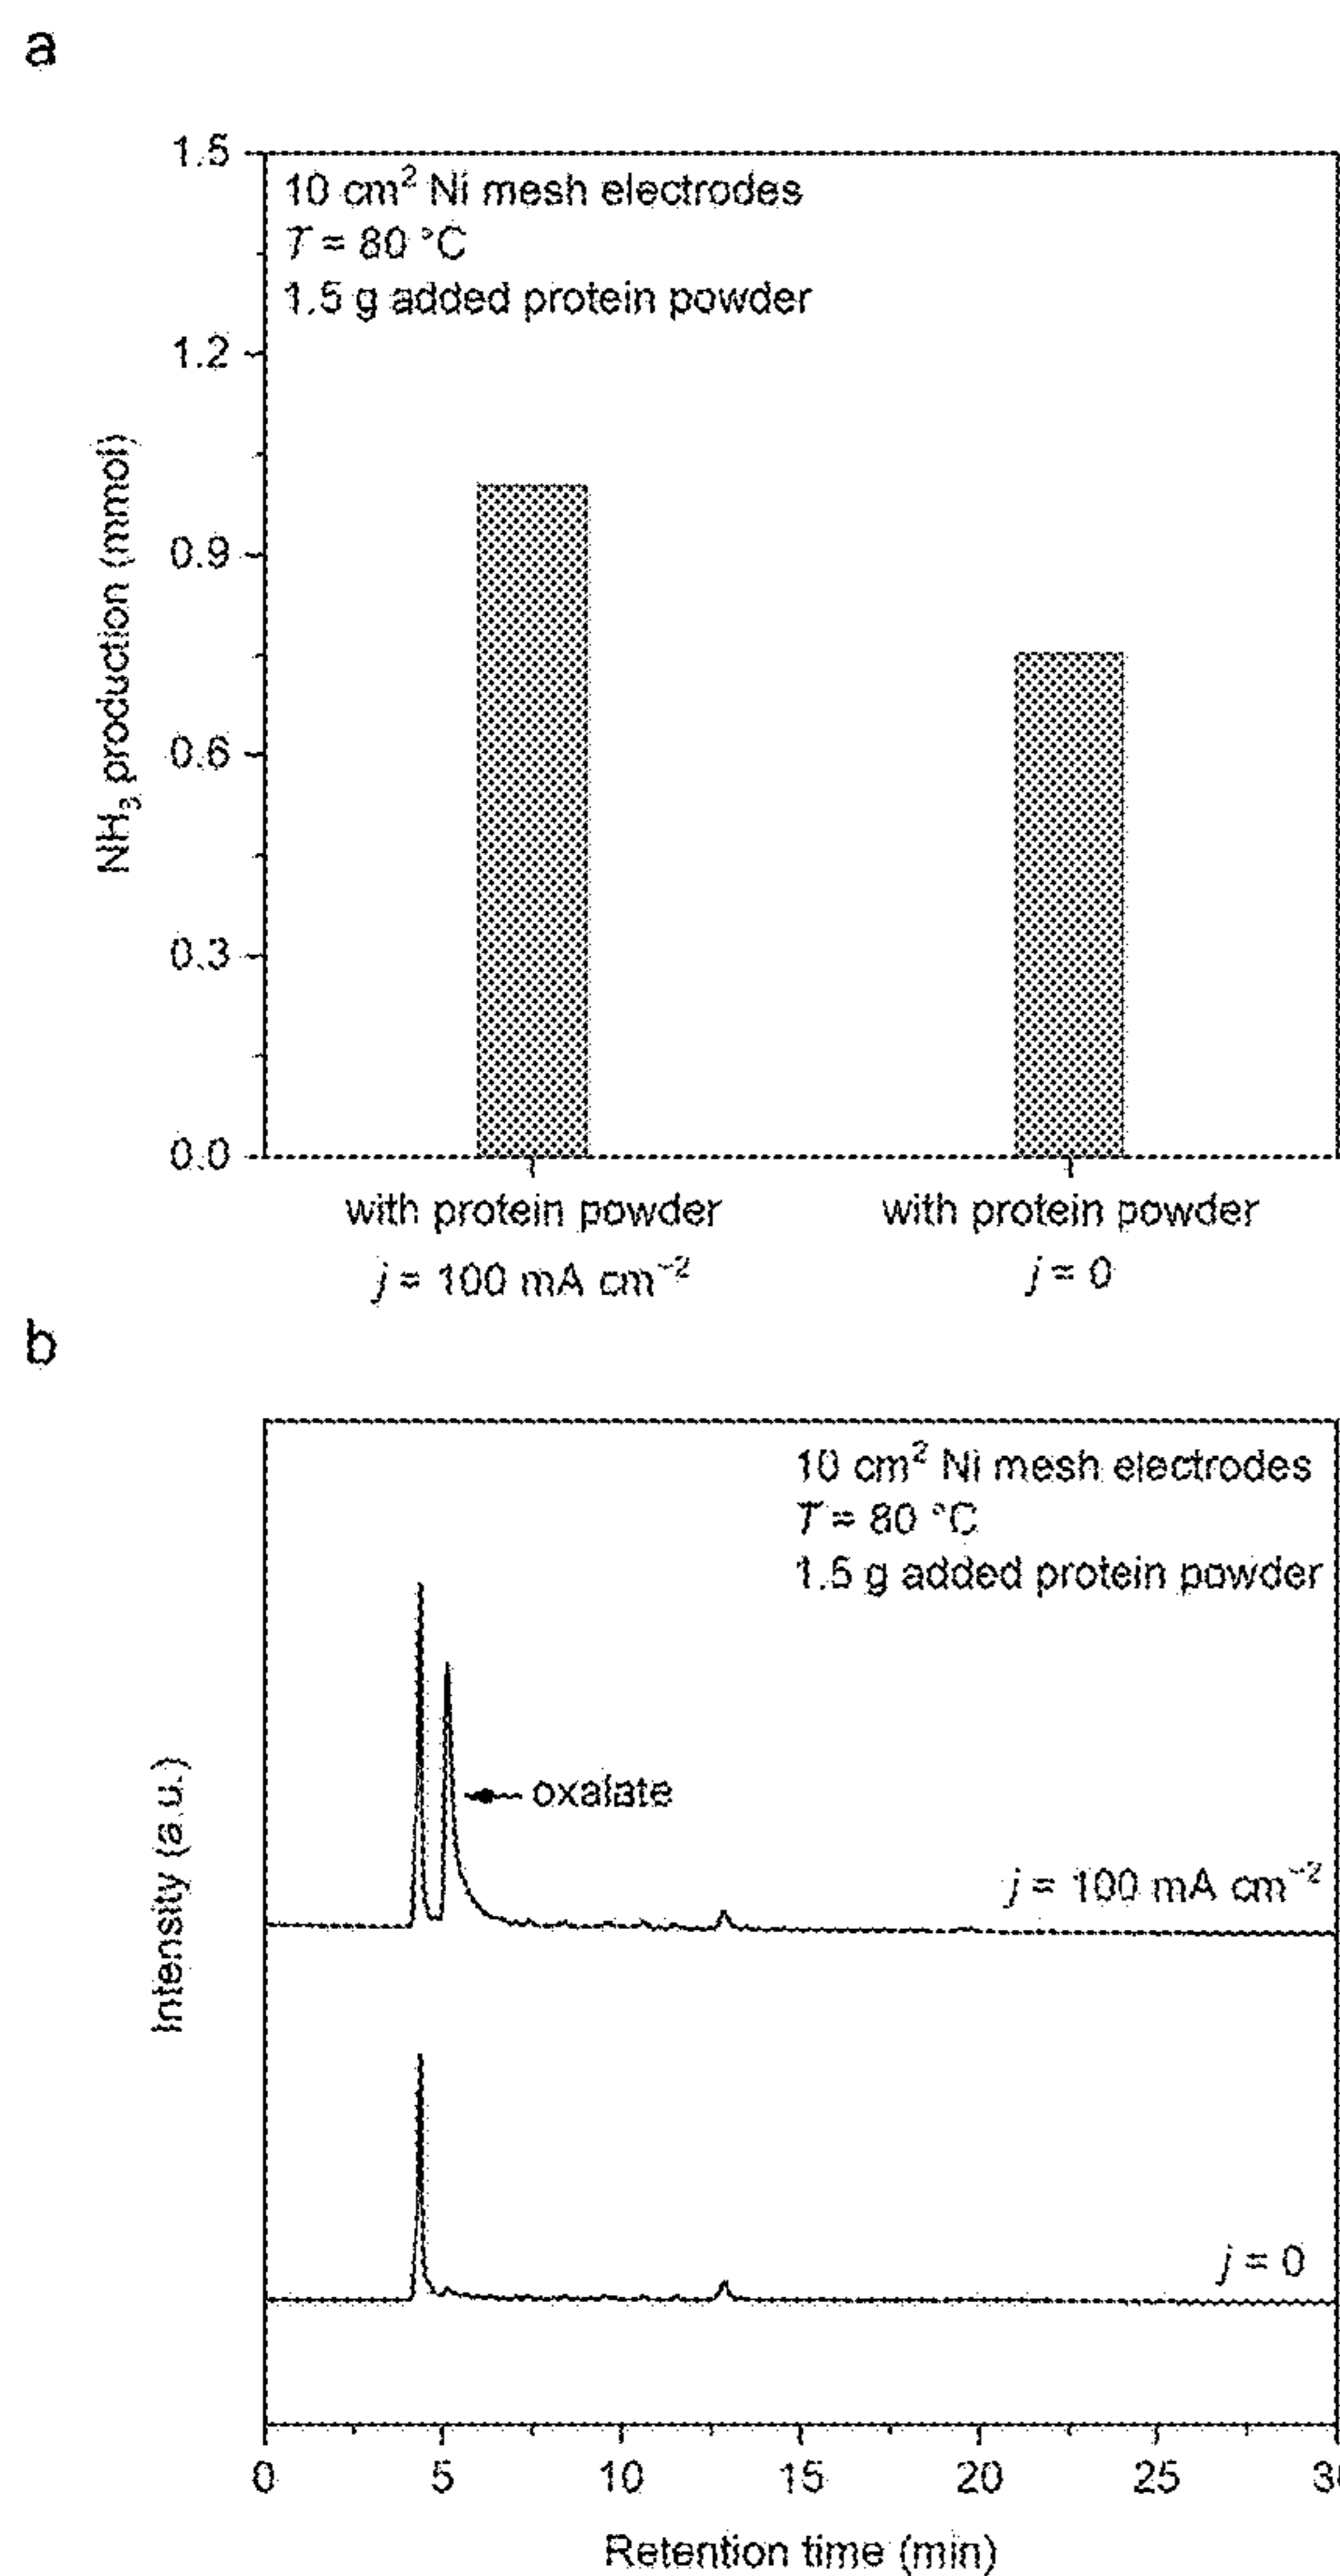 a
1.5
10 cm² Ni mesh electrodes
T = 80 °C
1.5 g added protein powder
1.2
0.9
0.6
0.3
0.0
NH₃ production (mmol)
with protein powder
j = 100 mA cm⁻²
with protein powder
j = 0
b
10 cm² Ni mesh electrodes
T = 80 °C
1.5 g added protein powder
oxalate
j = 100 mA cm⁻²
j = 0
Intensity (a.u.)
0 5 10 15 20 25
Retention time (min)